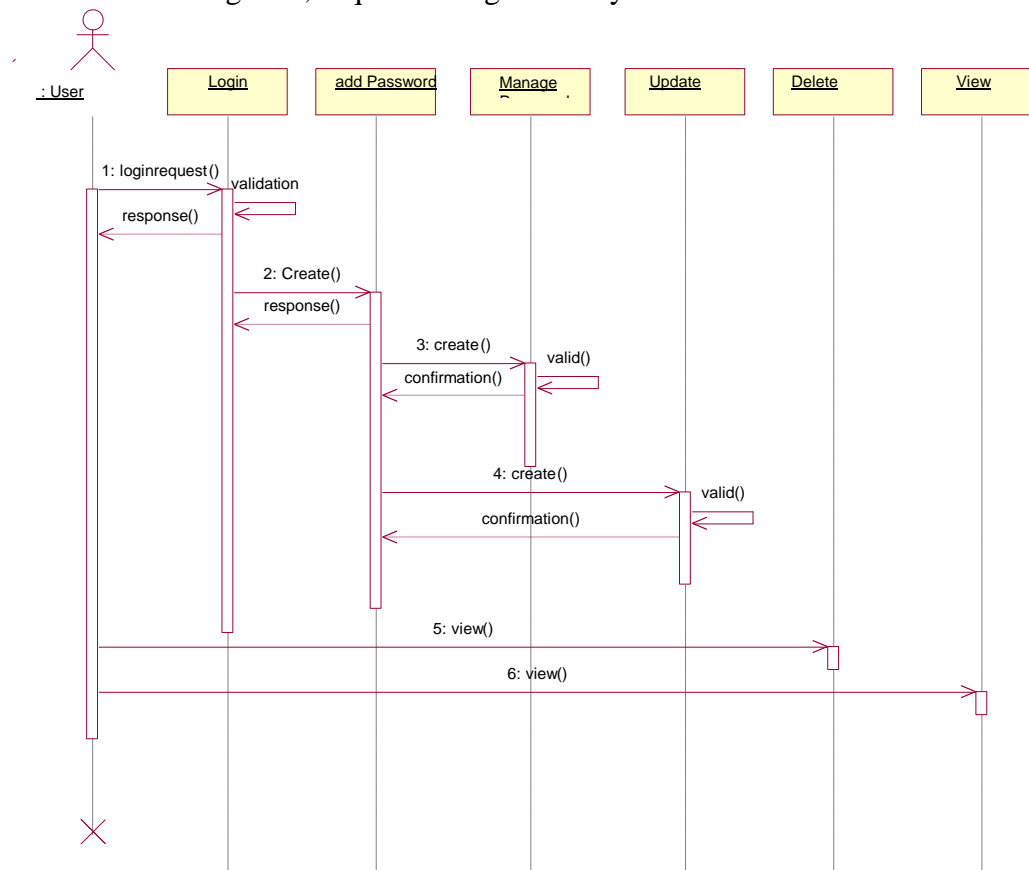 : User
Login
add Password
Manage
Update
Delete
View
1: loginrequest()
validation
response()
2: Create()
response()
3: create()
valid()
confirmation()
4: create()
valid()
confirmation()
5: view()
6: view()